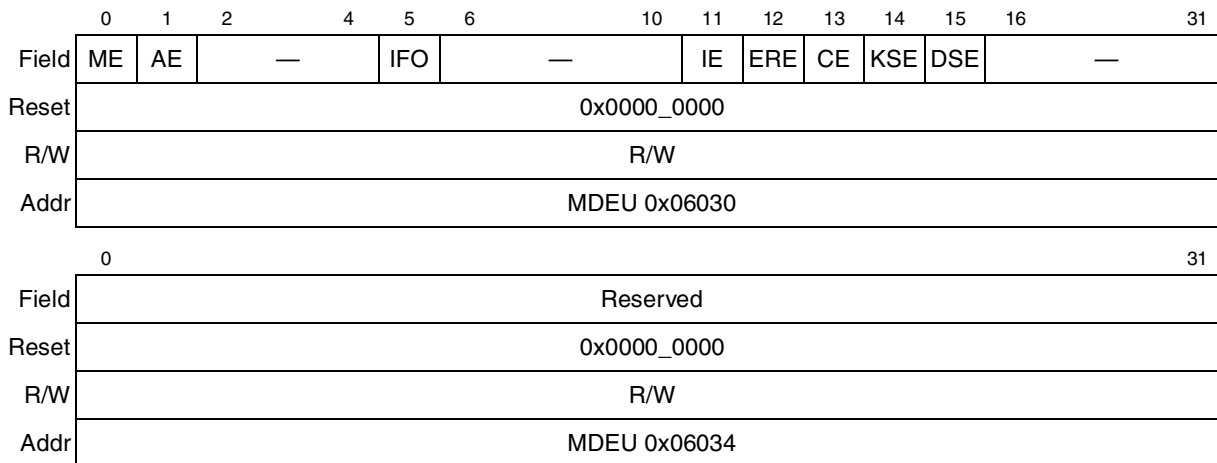 0 1 2 4 5 6 10 11 12 13 14 15 16 31
Field ME AE — IFO — IE ERE CE KSE DSE —
Reset 0x0000_0000
R/W R/W
Addr MDEU 0x06030
0 31
Field Reserved
Reset 0x0000_0000
R/W R/W
Addr MDEU 0x06034